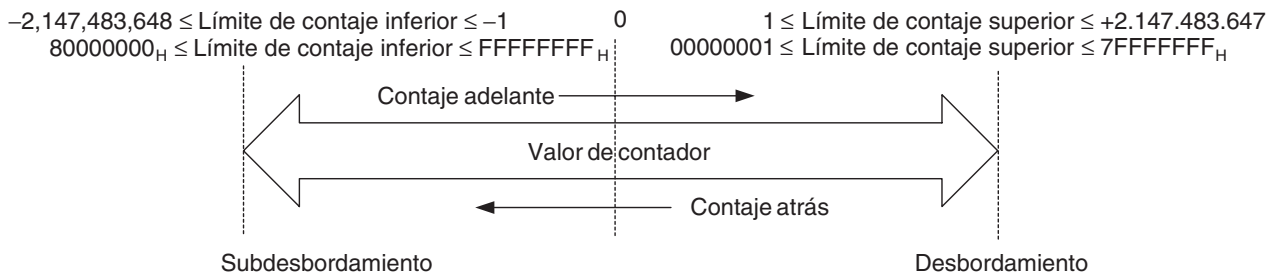 −2,147,483,648 ≤ Límite de contaje inferior ≤ −1 0 1 ≤ Límite de contaje superior ≤ +2.147.483.647
80000000H ≤ Límite de contaje inferior ≤ FFFFFFFFH 00000001 ≤ Límite de contaje superior ≤ 7FFFFFFFH
Contaje adelante
Valor de contador
Contaje atrás
Subdesbordamiento Desbordamiento